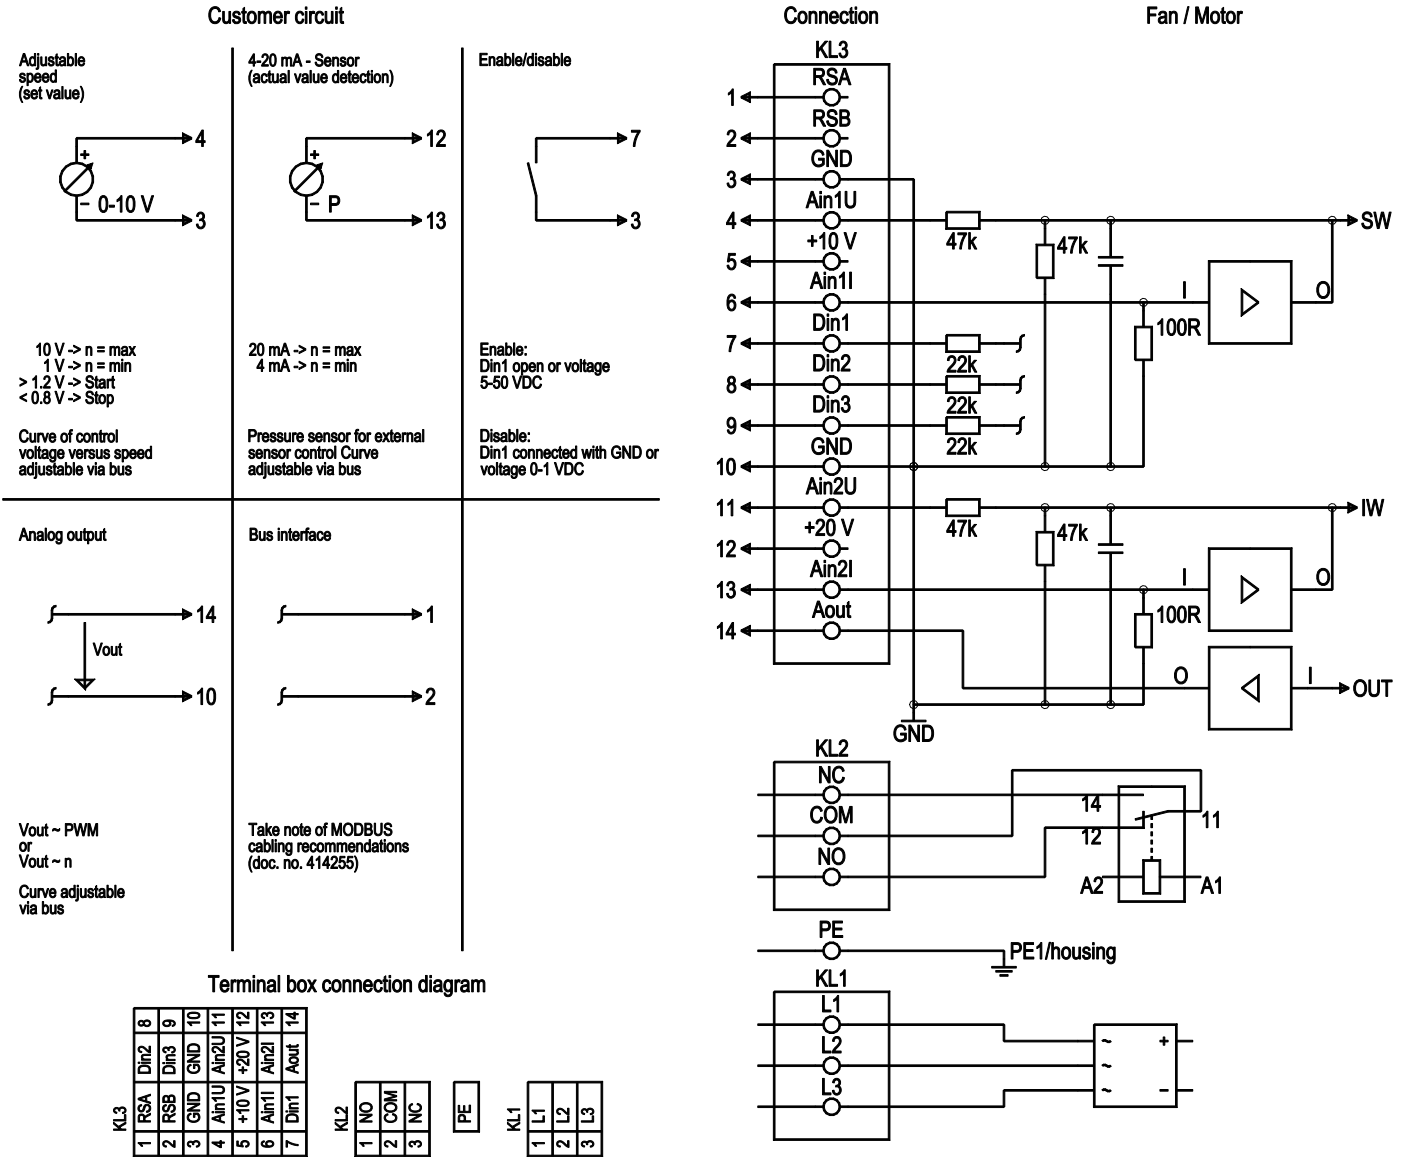 Customer circuit
Connection
Fan / Motor
Adjustable
speed
(set value)
4
+
− 0-10 V
3
10 V -> n = max
1 V -> n = min
> 1.2 V -> Start
< 0.8 V -> Stop
Curve of control
voltage versus speed
adjustable via bus
4-20 mA - Sensor
(actual value detection)
12
+
− P
13
20 mA -> n = max
4 mA -> n = min
Pressure sensor for external
sensor control Curve
adjustable via bus
Enable/disable
7
3
Enable:
Din1 open or voltage
5-50 VDC
Disable:
Din1 connected with GND or
voltage 0-1 VDC
Analog output
14
Vout
10
Vout ~ PWM
or
Vout ~ n
Curve adjustable
via bus
Bus interface
1
2
Take note of MODBUS
cabling recommendations
(doc. no. 414255)
KL3
RSA
1
RSB
2
GND
3
Ain1U
4
47k
SW
47k
+10 V
5
Ain1I
6
I
O
100R
Din1
7
22k
Din2
8
22k
Din3
9
22k
GND
10
Ain2U
11
47k
IW
47k
+20 V
12
Ain2I
13
I
O
100R
Aout
14
O
I
OUT
GND
KL2
NC
14
COM
11
12
NO
A2
A1
PE
PE1/housing
KL1
L1
~
+
L2
~
L3
~
−
Terminal box connection diagram
KL3
8 9 10 11 12 13 14
Din2 Din3 GND Ain2U +20 V Ain2I Aout
RSA RSB GND Ain1U +10 V Ain1I Din1
1 2 3 4 5 6 7
KL2
NO COM NC
1 2 3
PE
KL1
L1 L2 L3
1 2 3